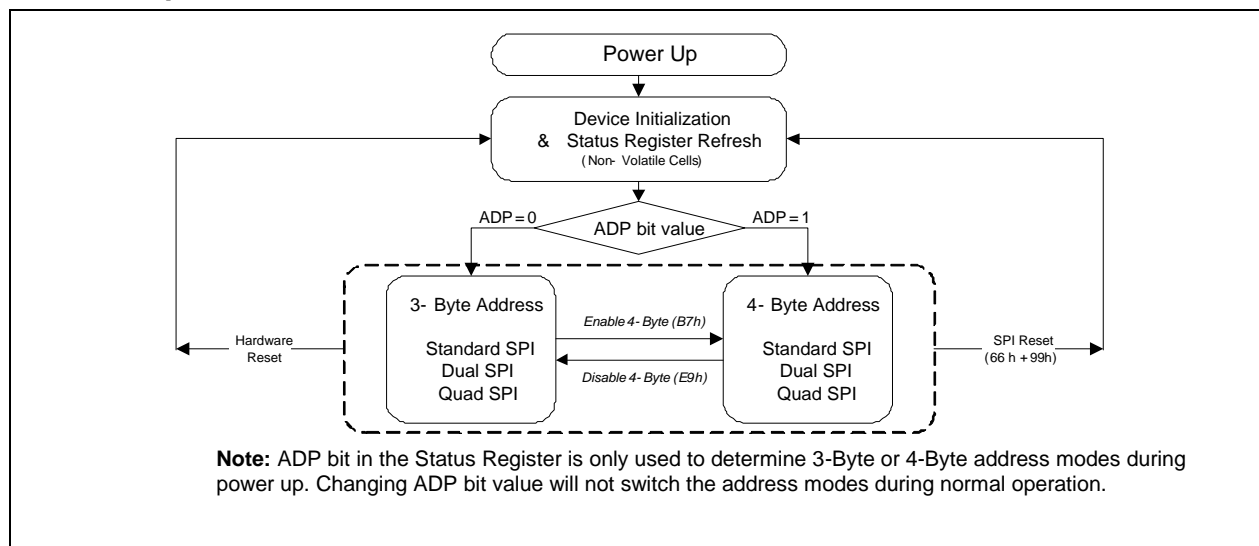 Power Up
Device Initialization
& Status Register Refresh
( Non- Volatile Cells)
ADP = 0
ADP bit value
ADP = 1
3- Byte Address
Standard SPI
Dual SPI
Quad SPI
Enable 4- Byte (B7h)
Disable 4- Byte (E9h)
4- Byte Address
Standard SPI
Dual SPI
Quad SPI
Hardware
Reset
SPI Reset
(66 h + 99h)
Note: ADP bit in the Status Register is only used to determine 3-Byte or 4-Byte address modes during
power up. Changing ADP bit value will not switch the address modes during normal operation.